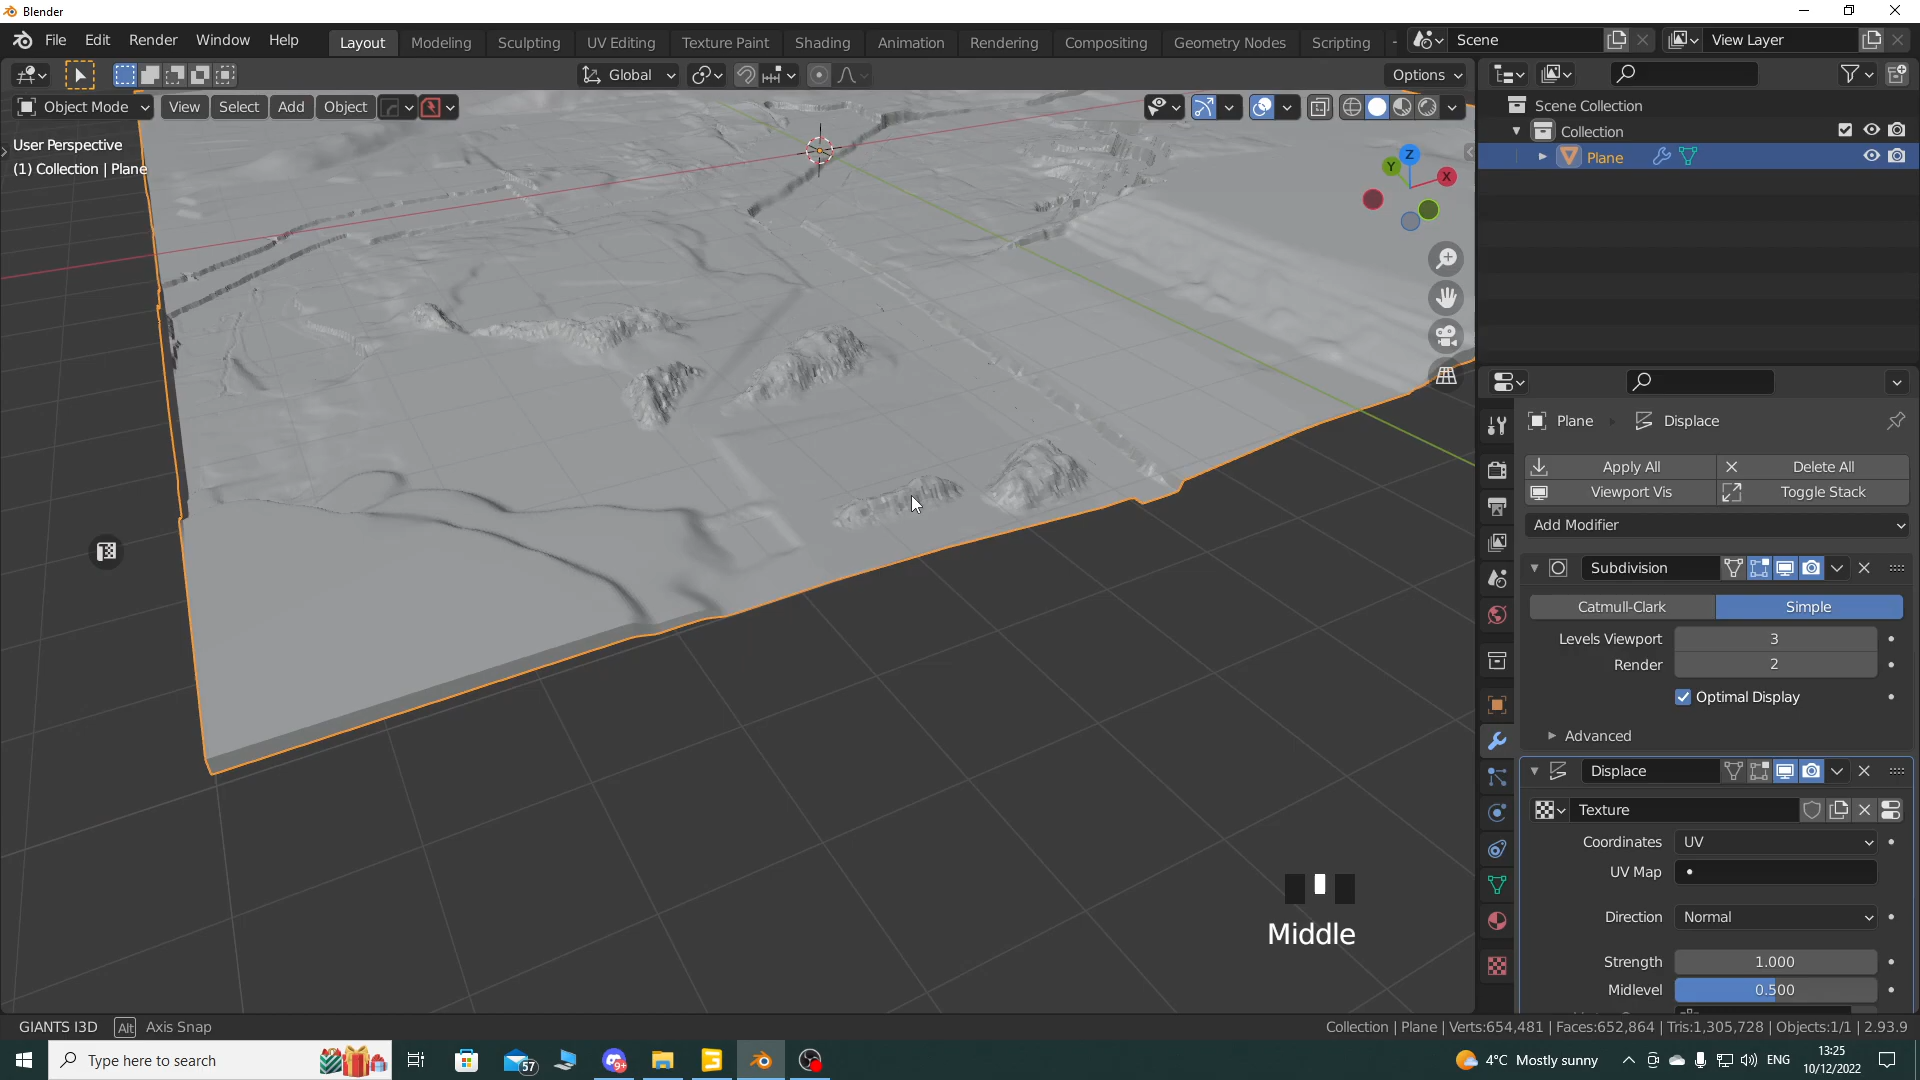 Blender
File Edit Render Window Help Layout Modeling Sculpting UV Editing Texture Paint Shading Animation Rendering Compositing Geometry Nodes Scripting Scene View Layer
Global Options
Object Mode View Select Add Object
User Perspective
(1) Collection | Plane
Z
Y
X
Scene Collection
Collection
Plane
Plane Displace
Apply All Delete All
Viewport Vis Toggle Stack
Add Modifier
Subdivision
Catmull-Clark Simple
Levels Viewport 3
Render 2
Optimal Display
Advanced
Displace
Texture
Coordinates UV
UV Map
Direction Normal
Strength 1.000
Midlevel 0.500
Middle
GIANTS I3D Alt Axis Snap Collection | Plane | Verts:654,481 | Faces:652,864 | Tris:1,305,728 | Objects:1/1 | 2.93.9
Type here to search 57 9+ 4°C Mostly sunny ENG 13:25
10/12/2022